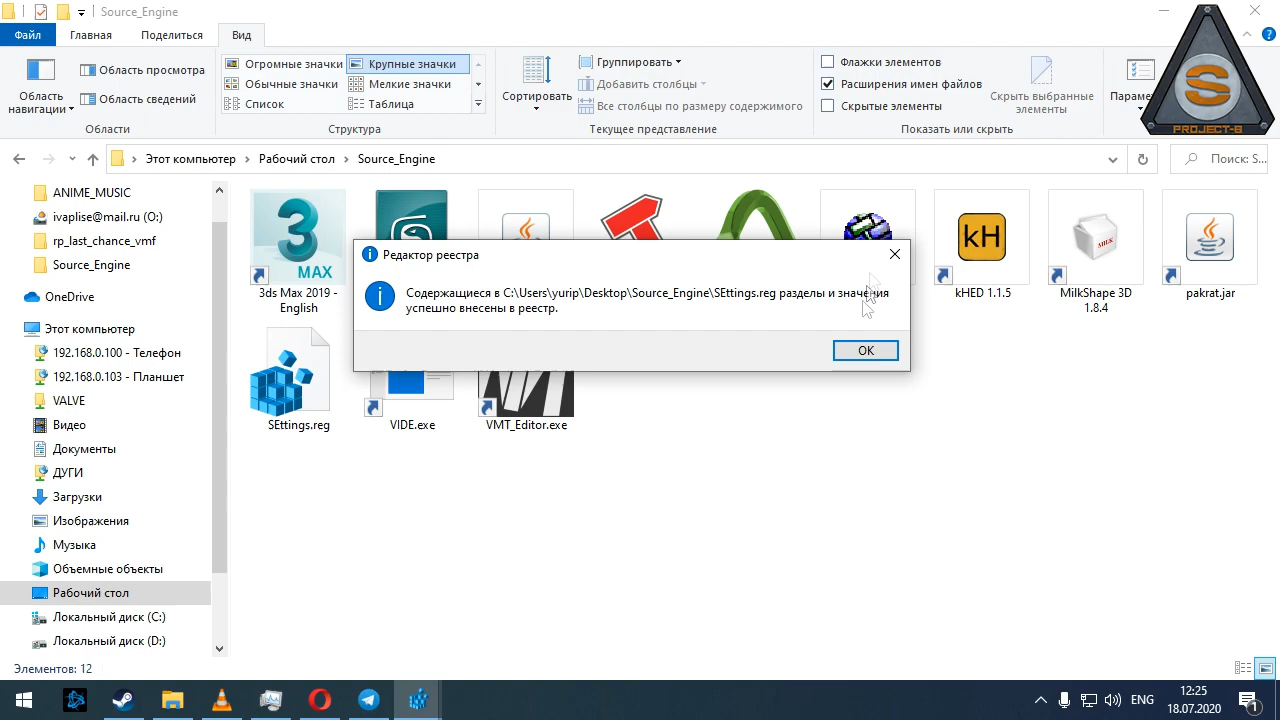 Source_Engine
Файл Главная Поделиться Вид
Область навигации
Область просмотра
Область сведений
Области
Огромные значки
Крупные значки
Обычные значки
Мелкие значки
Список
Таблица
Структура
Сортировать
Группировать
Добавить столбцы
Все столбцы по размеру содержимого
Текущее представление
Флажки элементов
Расширения имен файлов
Скрытые элементы
Скрыть выбранные
элементы
Показать или скрыть
S
PROJECT-8
Этот компьютер Рабочий стол Source_Engine
Поиск: S...
ANIME_MUSIC
ivaplise@mail.ru (O:)
rp_last_chance_vmf
Source_Engine
OneDrive
Этот компьютер
192.168.0.100 - Телефон
192.168.0.103 - Планшет
VALVE
Видео
Документы
ДУГИ
Загрузки
Изображения
Музыка
Объемные объекты
Рабочий стол
Локальный диск (C:)
Локальный диск (D:)
3 MAX
3ds Max 2019 -
English
kH
kHED 1.1.5
MILK
MilkShape 3D
1.8.4
pakrat.jar
SEttings.reg
VIDE.exe
VMT_Editor.exe
Редактор реестра
Содержащиеся в C:\Users\yurip\Desktop\Source_Engine\SEttings.reg разделы и значения
успешно внесены в реестр.
OK
Элементов: 12
ENG
12:25
18.07.2020
1